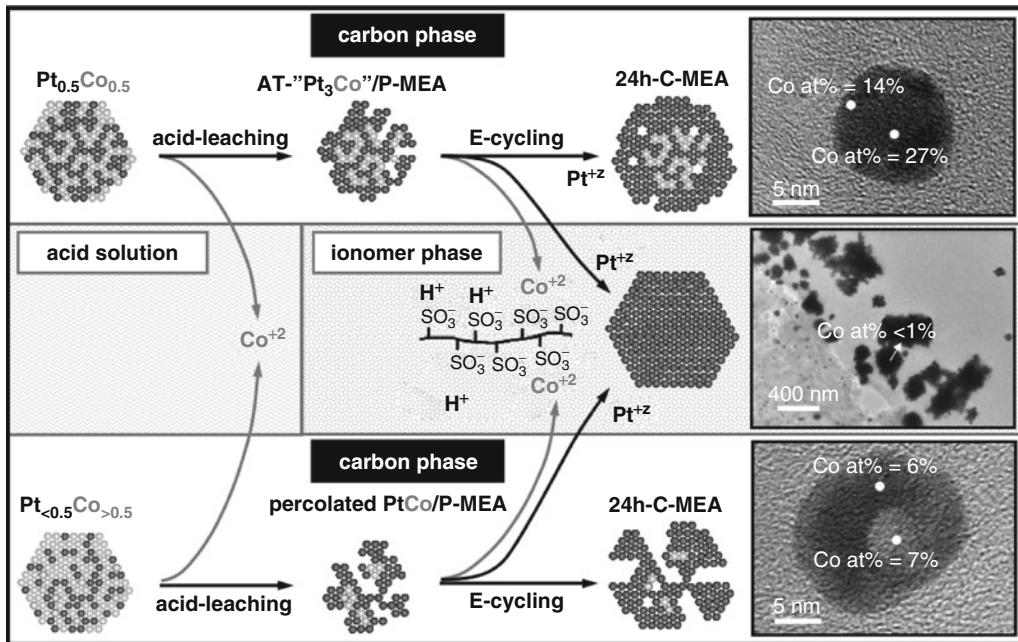 carbon phase
Pt0.5Co0.5
AT-"Pt3Co"/P-MEA
24h-C-MEA
acid-leaching
E-cycling
Pt+z
Co at% = 14%
Co at% = 27%
5 nm
acid solution
ionomer phase
Pt+z
Co+2
H+ H+
SO3− SO3− SO3− SO3−
Co+2
SO3− SO3− SO3−
Co+2
H+
Pt+z
Co at% <1%
400 nm
carbon phase
Pt<0.5Co>0.5
percolated PtCo/P-MEA
24h-C-MEA
acid-leaching
E-cycling
Co at% = 6%
Co at% = 7%
5 nm